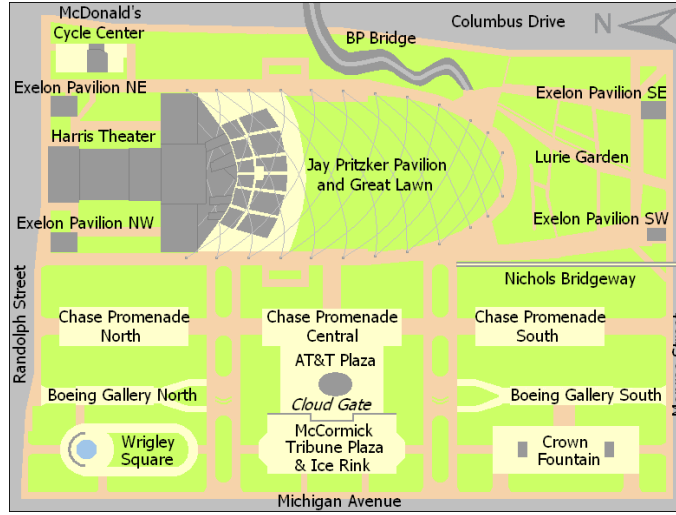 McDonald's
Cycle Center
Columbus Drive
N
BP Bridge
Exelon Pavilion NE
Exelon Pavilion SE
Harris Theater
Jay Pritzker Pavilion
and Great Lawn
Lurie Garden
Exelon Pavilion NW
Exelon Pavilion SW
Randolph Street
Nichols Bridgeway
Chase Promenade
North
Chase Promenade
Central
Chase Promenade
South
AT&T Plaza
Boeing Gallery North
Cloud Gate
Boeing Gallery South
Wrigley
Square
McCormick
Tribune Plaza
& Ice Rink
Crown
Fountain
Michigan Avenue